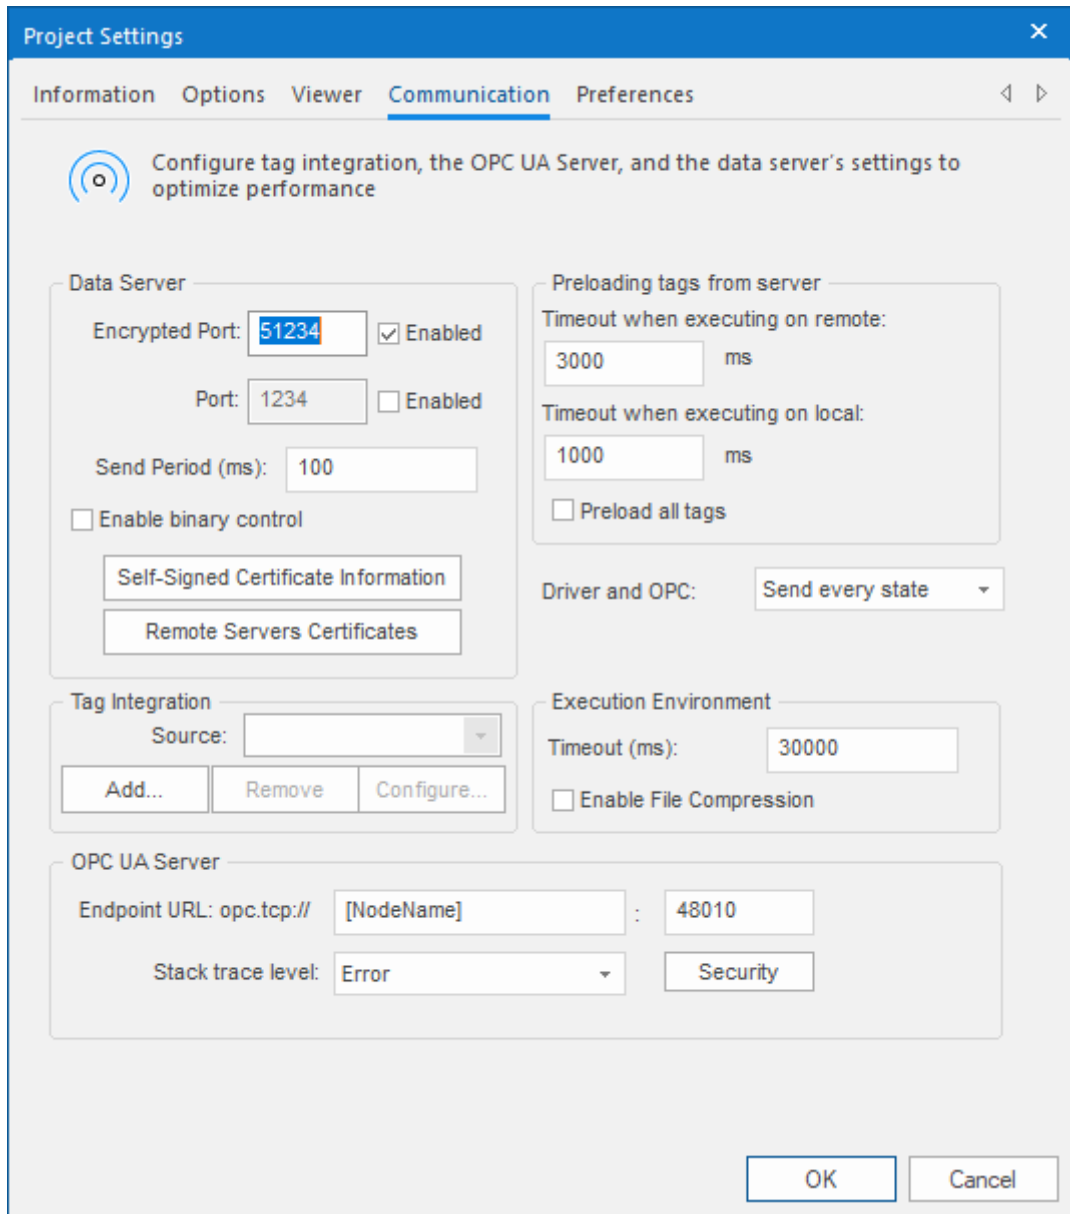 Project Settings
Information Options Viewer Communication Preferences
Configure tag integration, the OPC UA Server, and the data server's settings to
optimize performance
Data Server
Encrypted Port: 51234 Enabled
Port: 1234 Enabled
Send Period (ms): 100
Enable binary control
Self-Signed Certificate Information
Remote Servers Certificates
Preloading tags from server
Timeout when executing on remote:
3000 ms
Timeout when executing on local:
1000 ms
Preload all tags
Driver and OPC: Send every state
Tag Integration
Source:
Add... Remove Configure...
Execution Environment
Timeout (ms): 30000
Enable File Compression
OPC UA Server
Endpoint URL: opc.tcp:// [NodeName] : 48010
Stack trace level: Error Security
OK Cancel